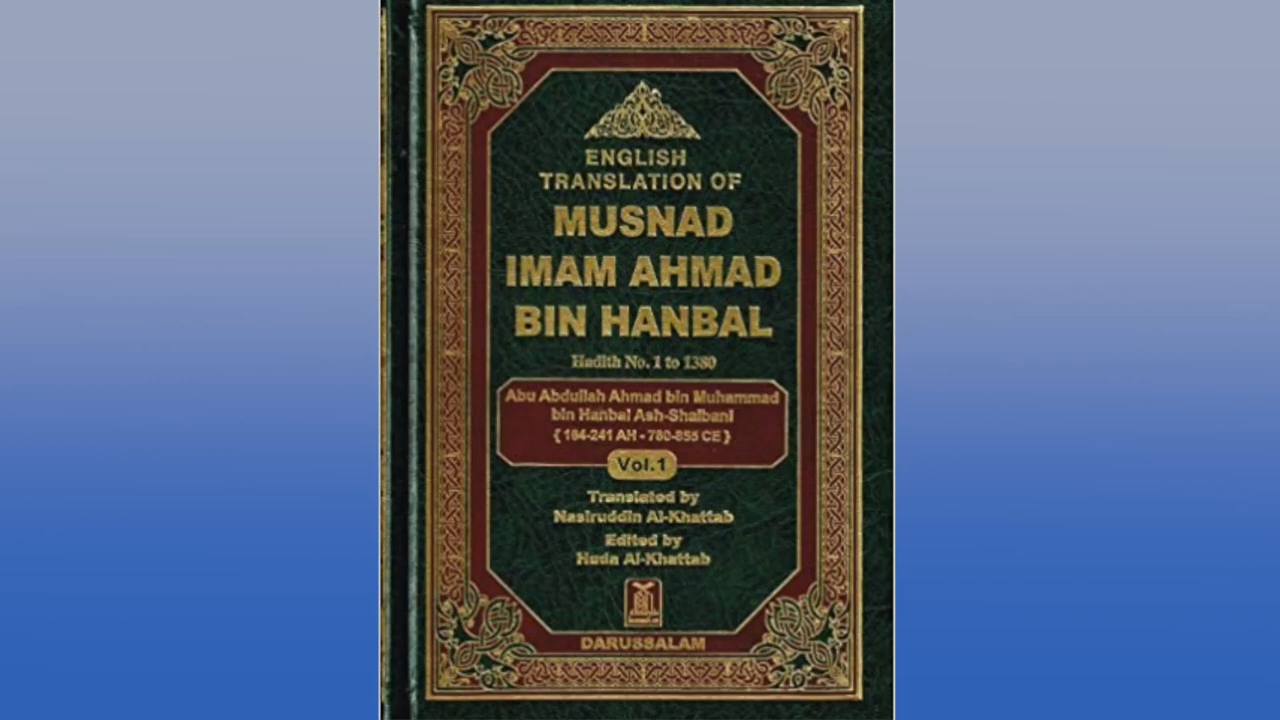 ENGLISH
TRANSLATION OF
MUSNAD
IMAM AHMAD
BIN HANBAL
Hadith No. 1 to 1380
Abu Abdullah Ahmad bin Muhammad
bin Hanbal Ash-Shaibani
{ 164-241 AH - 780-855 CE }
Vol.1
Translated by
Nasiruddin Al-Khattab
Edited by
Huda Al-Khattab
DARUSSALAM